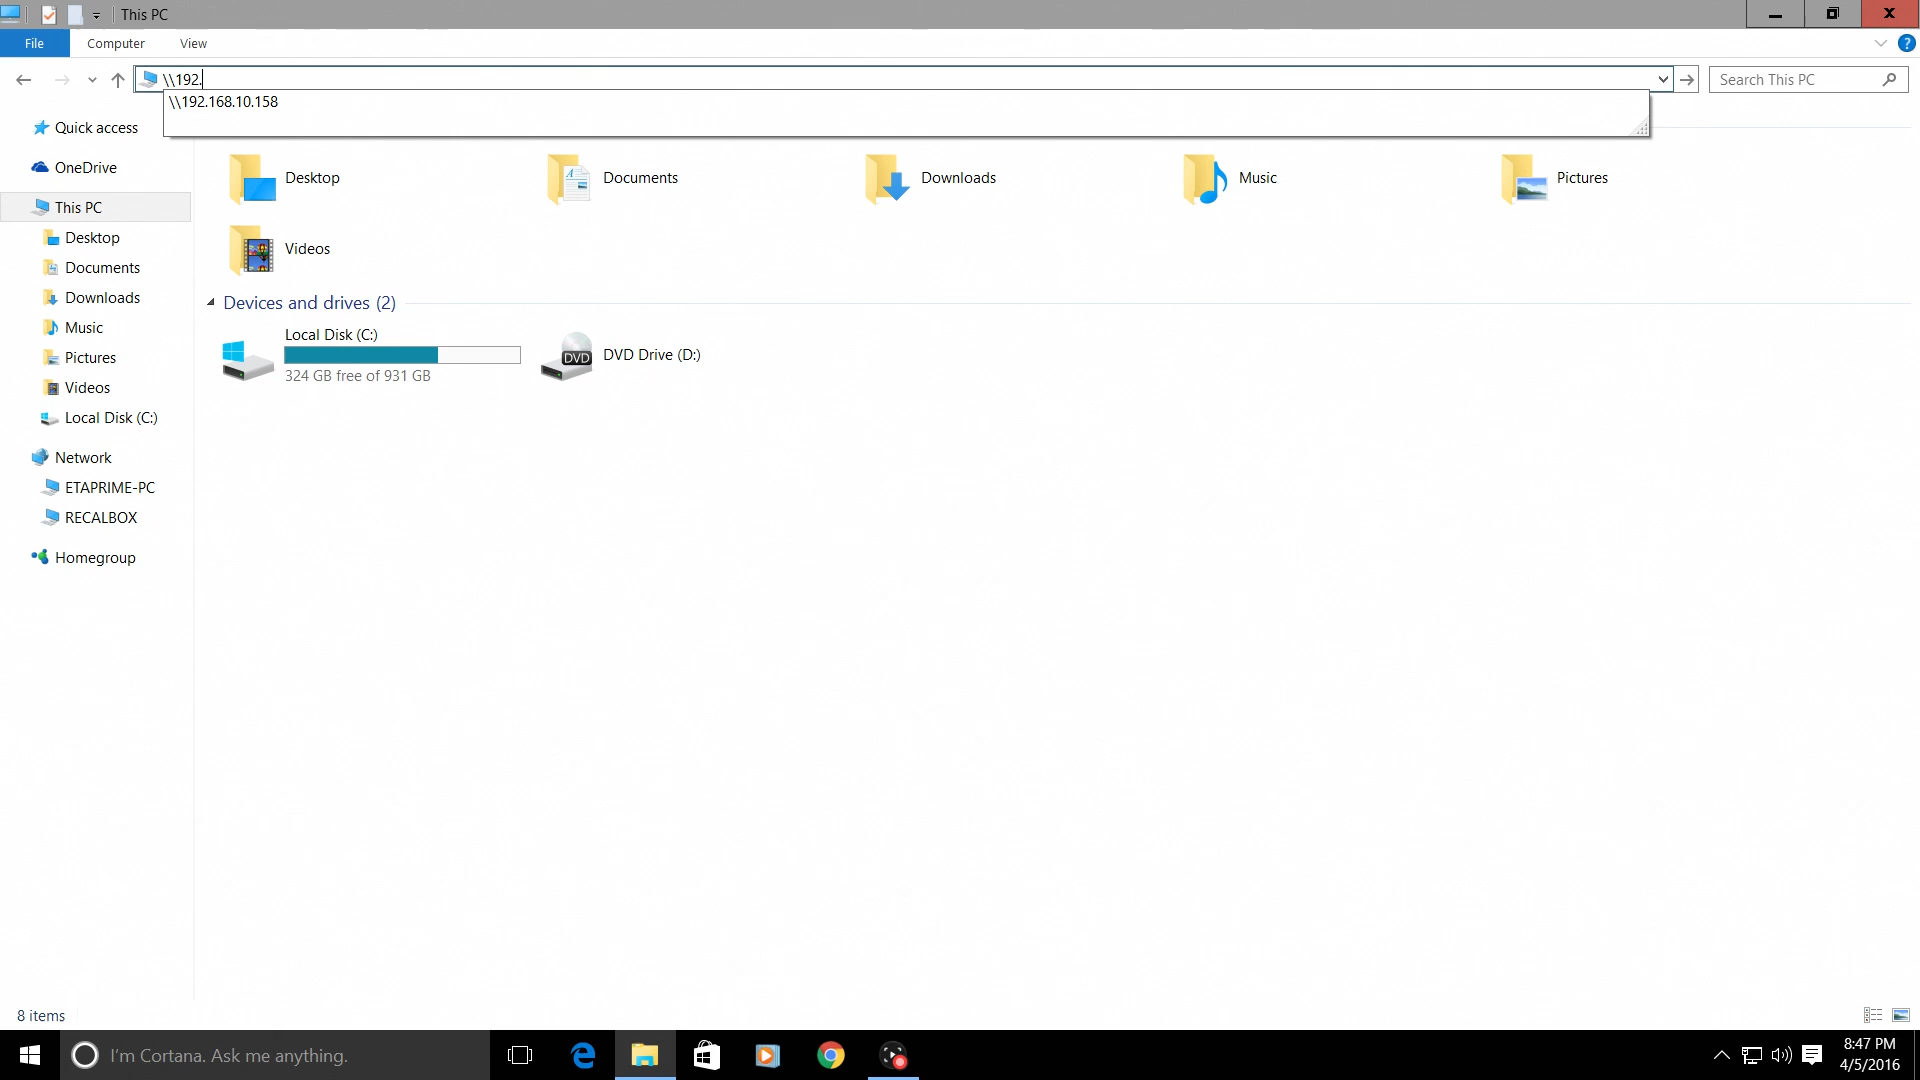 This PC
File
Computer
View
?
\\192.
Search This PC
\\192.168.10.158
Quick access
OneDrive
This PC
Desktop
Documents
Downloads
Music
Pictures
Videos
Local Disk (C:)
Network
ETAPRIME-PC
RECALBOX
Homegroup
Desktop
Documents
Downloads
Music
Pictures
Videos
Devices and drives (2)
Local Disk (C:)
324 GB free of 931 GB
DVD
DVD Drive (D:)
8 items
I'm Cortana. Ask me anything.
8:47 PM
4/5/2016